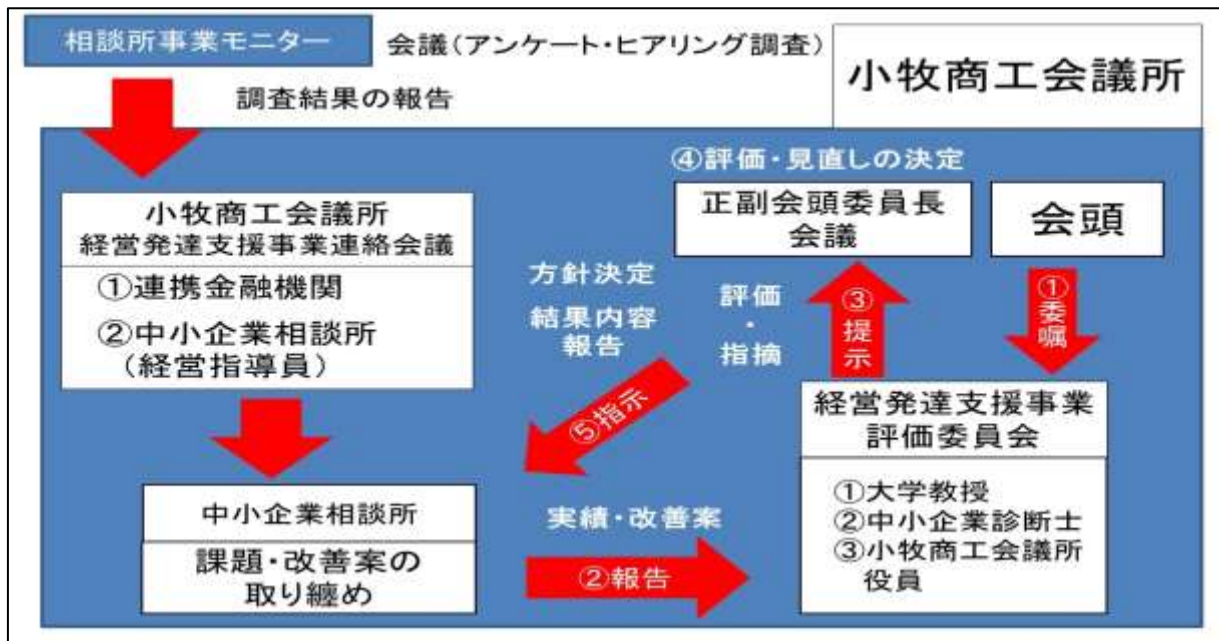 相談所事業モニター
会議(アンケート・ヒアリング調査)
小牧商工会議所
調査結果の報告
④評価・見直しの決定
小牧商工会議所
経営発達支援事業連絡会議
①連携金融機関
②中小企業相談所
(経営指導員)
正副会頭委員長
会議
会頭
方針決定
結果内容
報告
評価
・
指摘
③
提
示
①
委
嘱
⑤指示
経営発達支援事業
評価委員会
①大学教授
②中小企業診断士
③小牧商工会議所
役員
中小企業相談所
課題・改善案の
取り纏め
実績・改善案
②報告